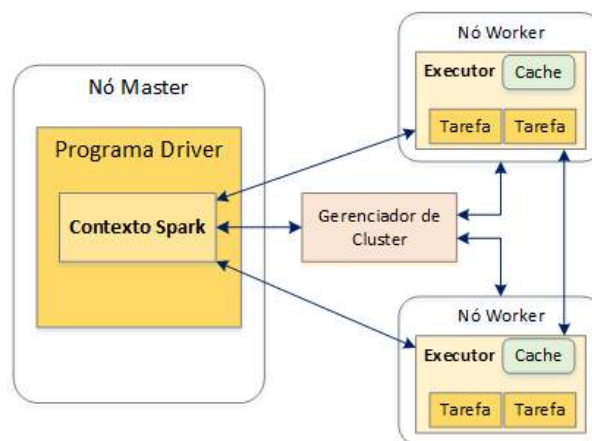 Nó Master
Programa Driver
Contexto Spark
Gerenciador de
Cluster
Nó Worker
Executor
Cache
Tarefa
Tarefa
Nó Worker
Executor
Cache
Tarefa
Tarefa